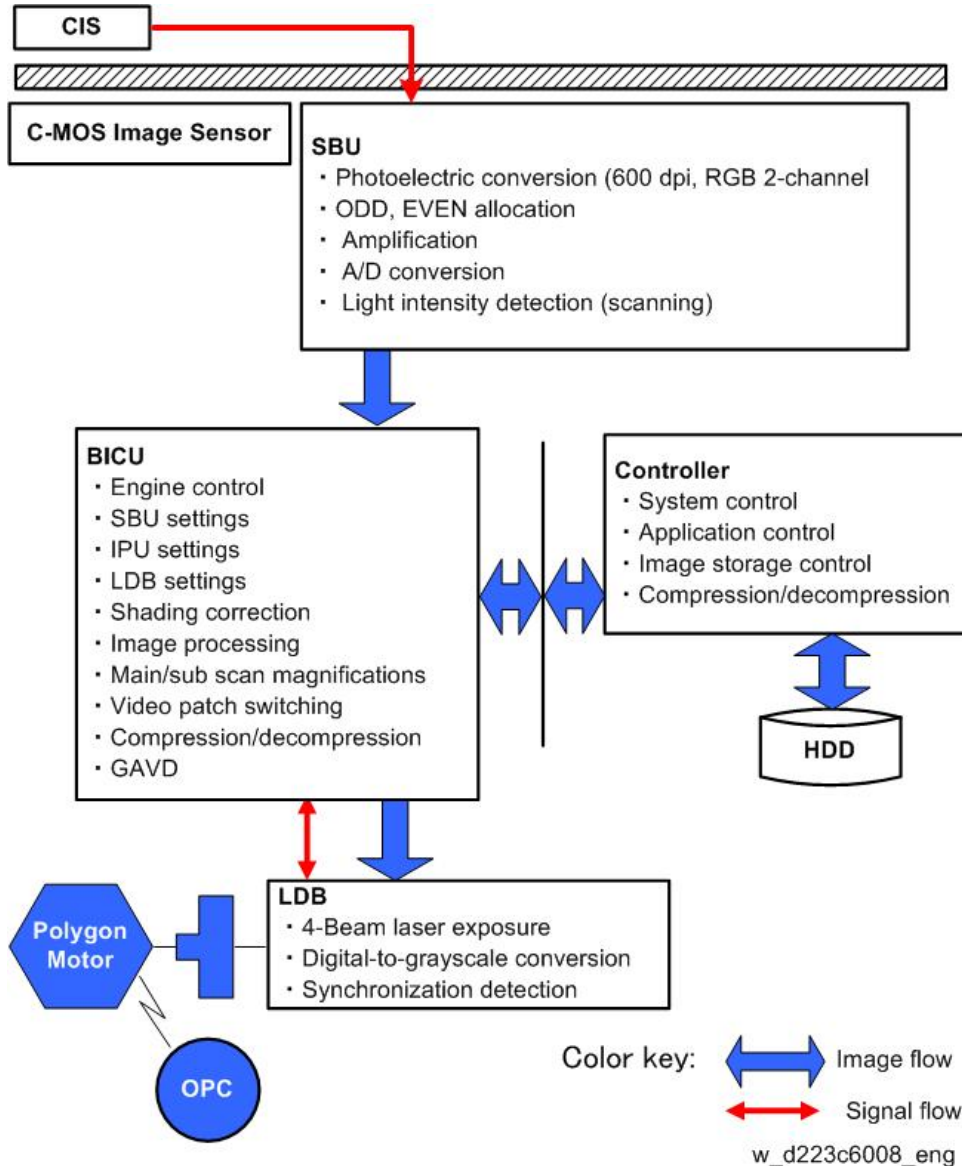 CIS
C-MOS Image Sensor
SBU
・Photoelectric conversion (600 dpi, RGB 2-channel
・ODD, EVEN allocation
・Amplification
・A/D conversion
・Light intensity detection (scanning)
BICU
・Engine control
・SBU settings
・IPU settings
・LDB settings
・Shading correction
・Image processing
・Main/sub scan magnifications
・Video patch switching
・Compression/decompression
・GAVD
Controller
・System control
・Application control
・Image storage control
・Compression/decompression
HDD
LDB
・4-Beam laser exposure
・Digital-to-grayscale conversion
・Synchronization detection
Polygon
Motor
OPC
Color key:
Image flow
Signal flow
w_d223c6008_eng